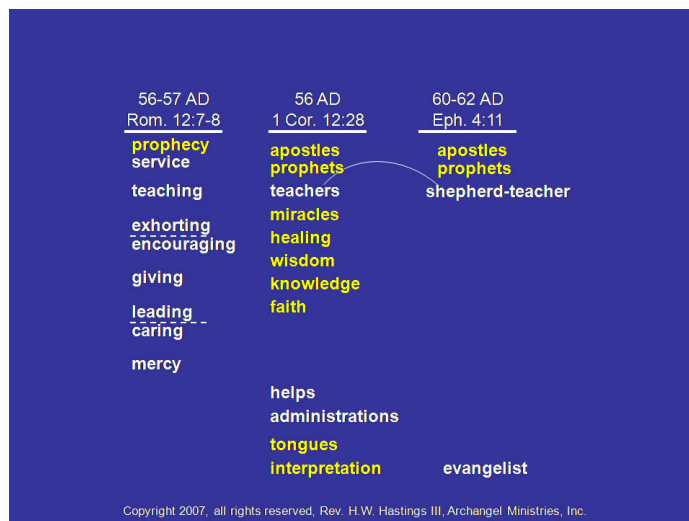 56-57 AD
Rom. 12:7-8
prophecy
service
teaching
exhorting
encouraging
giving
leading
caring
mercy
56 AD
1 Cor. 12:28
apostles
prophets
teachers
miracles
healing
wisdom
knowledge
faith
helps
administrations
tongues
interpretation
60-62 AD
Eph. 4:11
apostles
prophets
shepherd-teacher
evangelist
Copyright 2007, all rights reserved, Rev. H.W. Hastings III, Archangel Ministries, Inc.